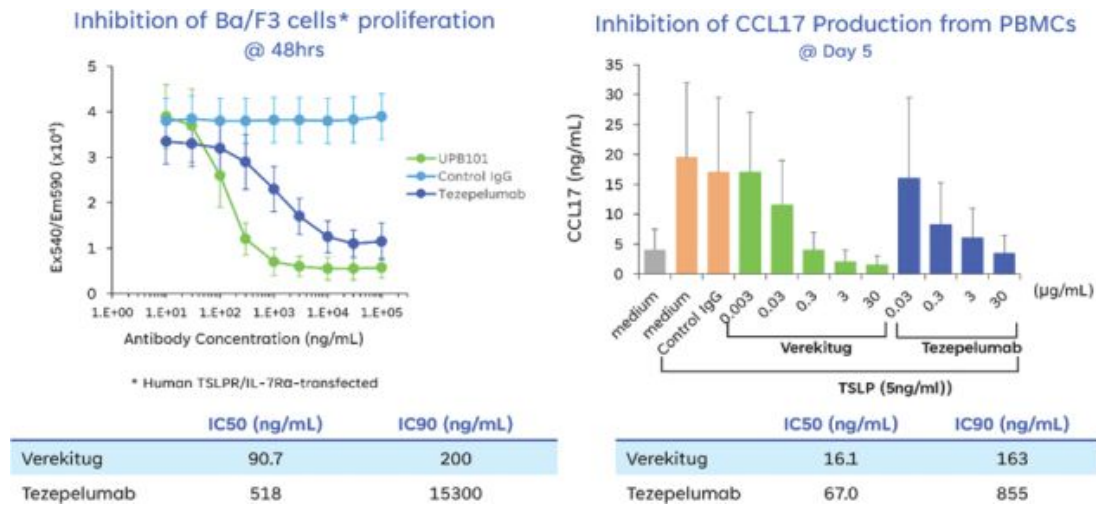 Inhibition of Ba/F3 cells* proliferation
@ 48hrs
Ex540/Em590 (x10⁴)
5
4
3
2
1
0
1.E+00 1.E+01 1.E+02 1.E+03 1.E+04 1.E+05
Antibody Concentration (ng/mL)
UPB101
Control IgG
Tezepelumab
* Human TSLPR/IL-7Rα-transfected
IC50 (ng/mL) IC90 (ng/mL)
Verekitug 90.7 200
Tezepelumab 518 15300
Inhibition of CCL17 Production from PBMCs
@ Day 5
CCL17 (ng/mL)
35
30
25
20
15
10
5
0
medium medium Control IgG 0.003 0.03 0.3 3 30 0.03 0.3 3 30 (µg/mL)
Verekitug Tezepelumab
TSLP (5ng/ml))
IC50 (ng/mL) IC90 (ng/mL)
Verekitug 16.1 163
Tezepelumab 67.0 855